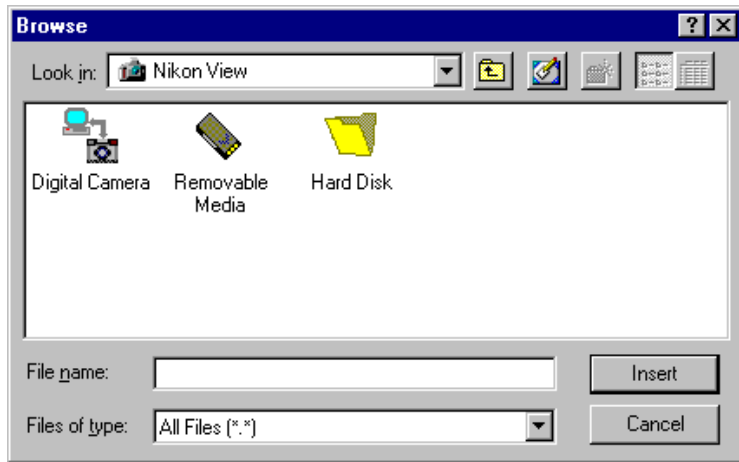 Browse
Look in: Nikon View
Digital Camera
Removable
Media
Hard Disk
File name:
Insert
Files of type: All Files (*.*)
Cancel